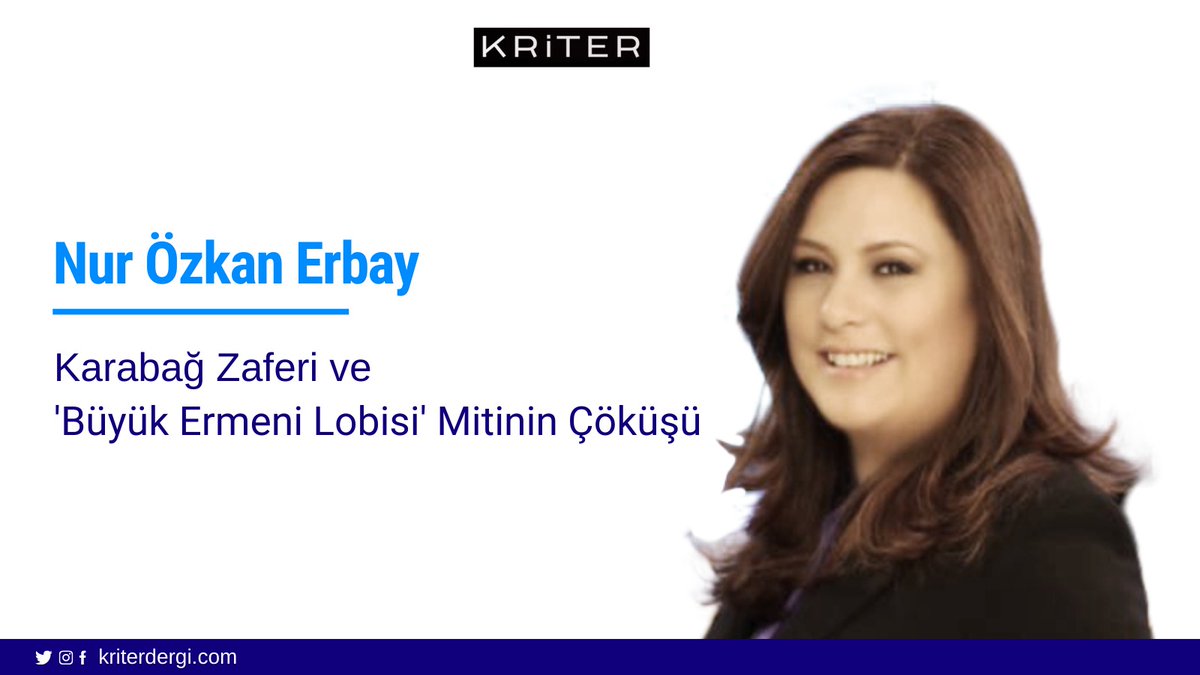 KRiTER
Nur Özkan Erbay
Karabağ Zaferi ve
'Büyük Ermeni Lobisi' Mitinin Çöküşü
kriterdergi.com